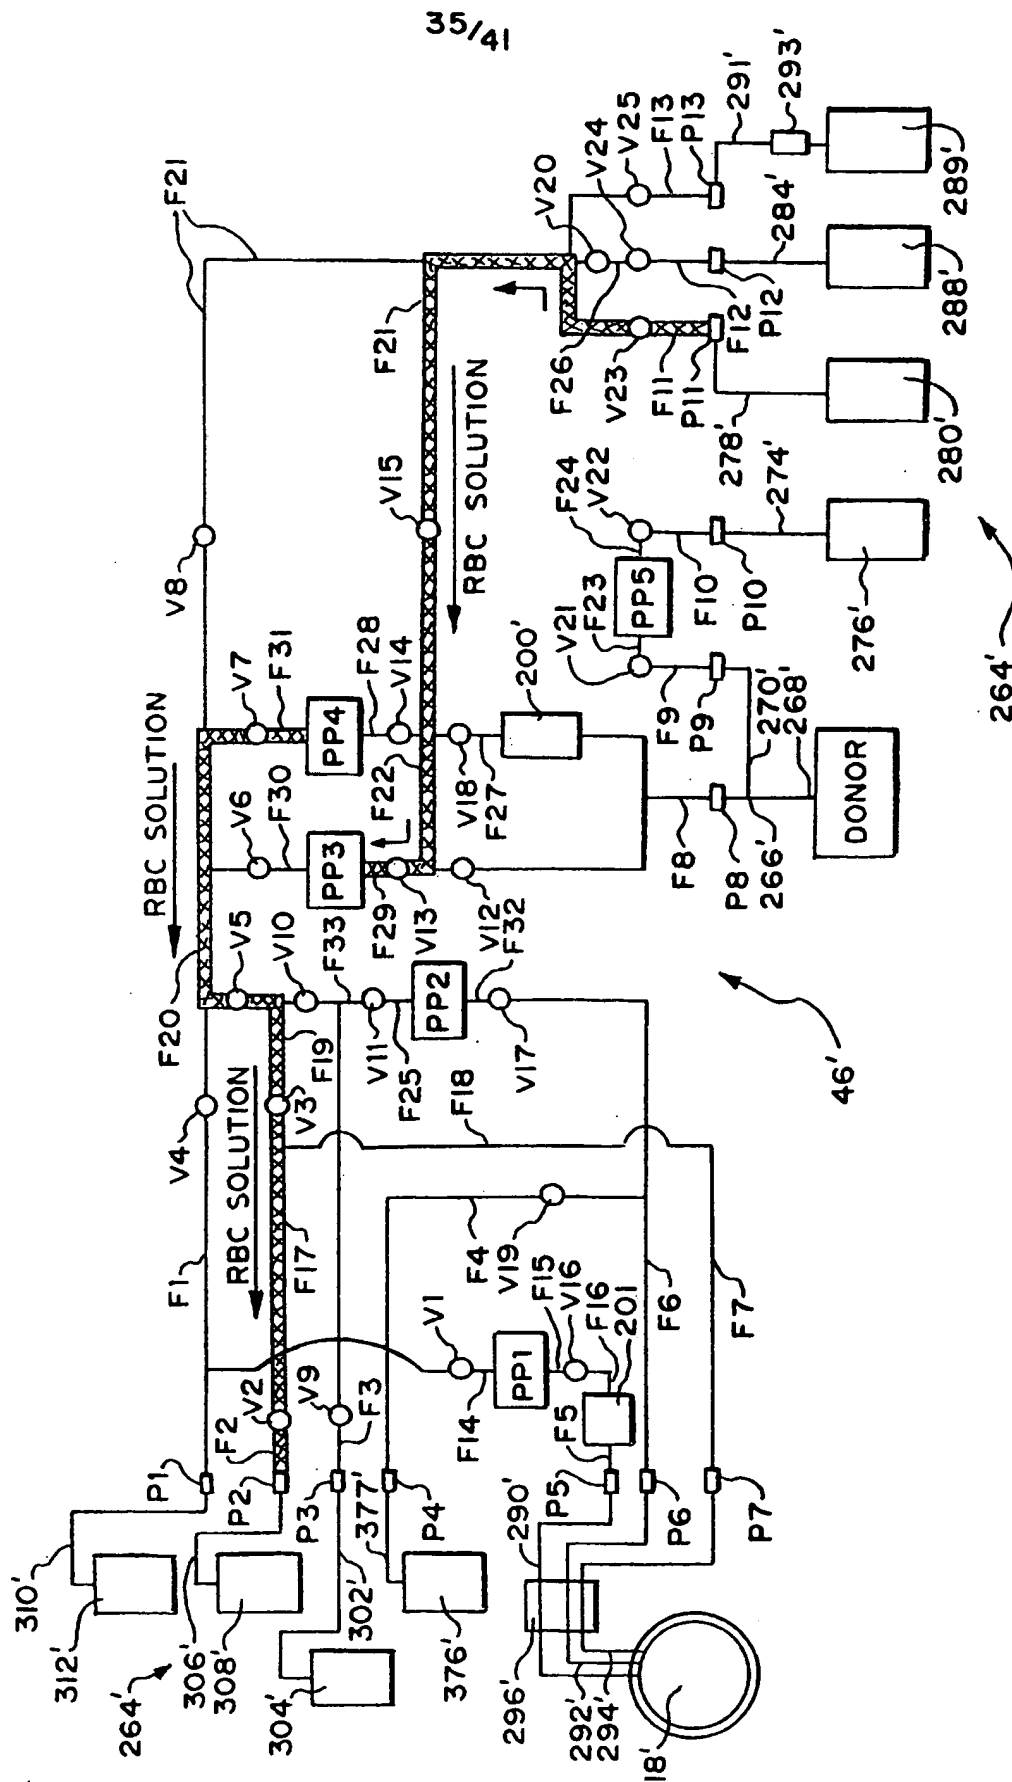 35/41
F21
V8
V7
F31
RBC SOLUTION
V6
F30
PP4
F28
V14
F22
PP3
F29
V13
F21
V15
RBC SOLUTION
V20
V24
V25
F13
P13
291'
293'
F26
V23
F11
P11
F12
P12
284'
278'
289'
288'
280'
F20
V5
V10
F33
F19
V11
F25
PP2
V12
F32
V17
V18
F27
200'
V21
F23
PP5
F24
V22
F10
P10
274'
276'
F9
P9
F8
P8
266'
270'
268'
DONOR
264'
46'
V4
F1
RBC SOLUTION
V3
F17
F18
F4
V19
V1
F14
PP1
F15
V16
F16
201
F5
F6
F7
P1
F2
V2
P2
V9
F3
P3
377'
P4
P5
P6
P7
310'
312'
264'
306'
308'
302'
304'
376'
290'
296'
292'
294'
18'